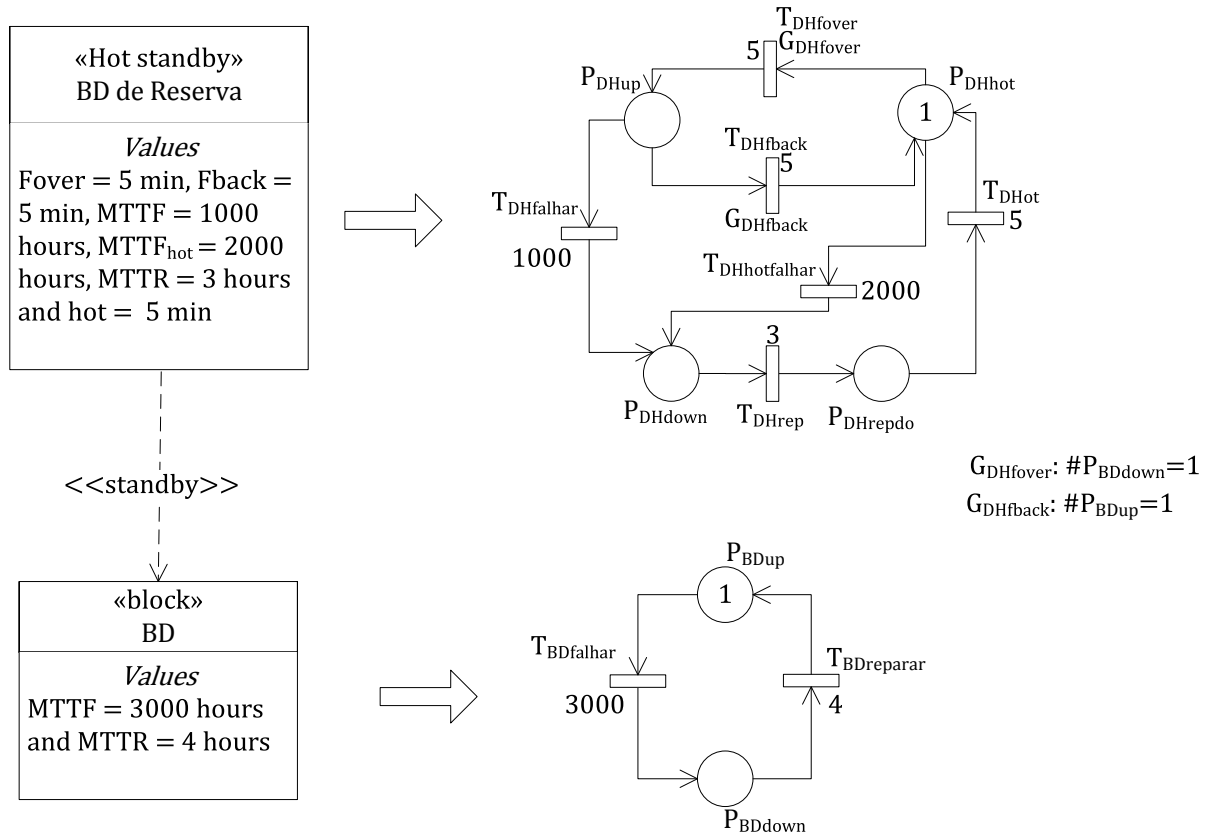 «Hot standby»
BD de Reserva
Values
Fover = 5 min, Fback =
5 min, MTTF = 1000
hours, MTTFhot = 2000
hours, MTTR = 3 hours
and hot =  5 min
<<standby>>
«block»
BD
Values
MTTF = 3000 hours
and MTTR = 4 hours
TDHfover
5 GDHfover
PDHup
PDHhot
1
TDHfback
5
GDHfback
TDHfalhar
1000
TDHot
5
TDHhotfalhar
2000
3
PDHdown
TDHrep
PDHrepdo
GDHfover: #PBDdown=1
GDHfback: #PBDup=1
PBDup
1
TBDfalhar
3000
TBDreparar
4
PBDdown